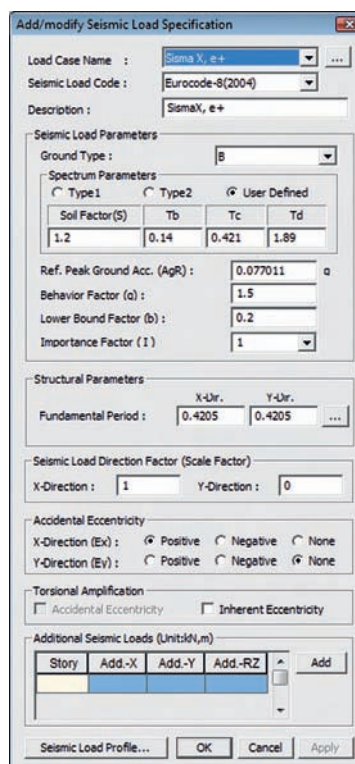 Add/modify Seismic Load Specification
Load Case Name : Sisma X, e+ ...
Seismic Load Code : Eurocode-8(2004)
Description : SismaX, e+
Seismic Load Parameters
Ground Type : B
Spectrum Parameters
Type1 Type2 User Defined
Soil Factor(S) Tb Tc Td
1.2 0.14 0.421 1.89
Ref. Peak Ground Acc. (AgR) : 0.077011 g
Behavior Factor (q) : 1.5
Lower Bound Factor (b) : 0.2
Importance Factor ( I ) 1
Structural Parameters
X-Dir. Y-Dir.
Fundamental Period : 0.4205 0.4205 ...
Seismic Load Direction Factor (Scale Factor)
X-Direction : 1 Y-Direction : 0
Accidental Eccentricity
X-Direction (Ex) : Positive Negative None
Y-Direction (Ey) : Positive Negative None
Torsional Amplification
Accidental Eccentricity Inherent Eccentricity
Additional Seismic Loads (Unit:kN,m)
Story Add.-X Add.-Y Add.-RZ Add
Seismic Load Profile... OK Cancel Apply